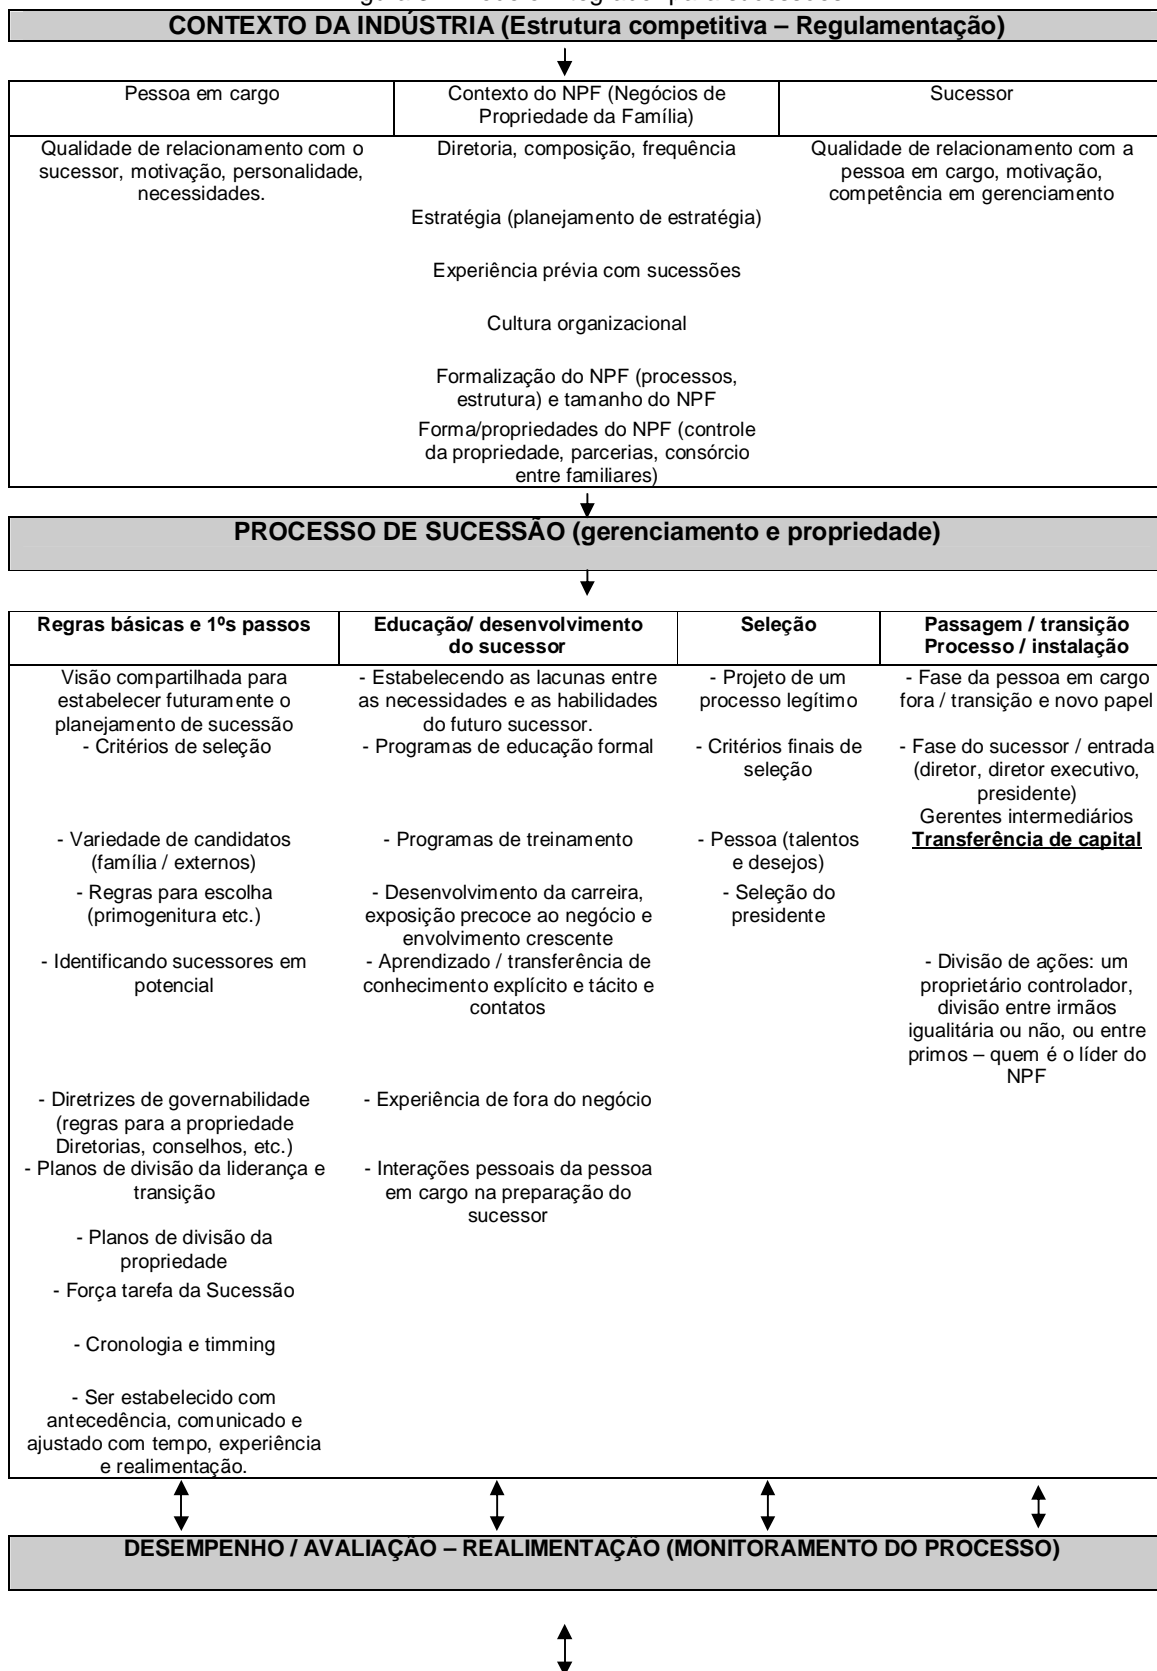 CONTEXTO DA INDÚSTRIA (Estrutura competitiva – Regulamentação)
Pessoa em cargo
Contexto do NPF (Negócios de
Propriedade da Família)
Sucessor
Qualidade de relacionamento com o
sucessor, motivação, personalidade,
necessidades.
Diretoria, composição, frequência
Estratégia (planejamento de estratégia)
Experiência prévia com sucessões
Cultura organizacional
Formalização do NPF (processos,
estrutura) e tamanho do NPF
Forma/propriedades do NPF (controle
da propriedade, parcerias, consórcio
entre familiares)
Qualidade de relacionamento com a
pessoa em cargo, motivação,
competência em gerenciamento
PROCESSO DE SUCESSÃO (gerenciamento e propriedade)
Regras básicas e 1ºs passos
Visão compartilhada para
estabelecer futuramente o
planejamento de sucessão
- Critérios de seleção
- Variedade de candidatos
(família / externos)
- Regras para escolha
(primogenitura etc.)
- Identificando sucessores em
potencial
- Diretrizes de governabilidade
(regras para a propriedade
Diretorias, conselhos, etc.)
- Planos de divisão da liderança e
transição
- Planos de divisão da
propriedade
- Força tarefa da Sucessão
- Cronologia e timming
- Ser estabelecido com
antecedência, comunicado e
ajustado com tempo, experiência
e realimentação.
Educação/ desenvolvimento
do sucessor
- Estabelecendo as lacunas entre
as necessidades e as habilidades
do futuro sucessor.
- Programas de educação formal
- Programas de treinamento
- Desenvolvimento da carreira,
exposição precoce ao negócio e
envolvimento crescente
- Aprendizado / transferência de
conhecimento explícito e tácito e
contatos
- Experiência de fora do negócio
- Interações pessoais da pessoa
em cargo na preparação do
sucessor
Seleção
- Projeto de um
processo legítimo
- Critérios finais de
seleção
- Pessoa (talentos
e desejos)
- Seleção do
presidente
Passagem / transição
Processo / instalação
- Fase da pessoa em cargo
fora / transição e novo papel
- Fase do sucessor / entrada
(diretor, diretor executivo,
presidente)
Gerentes intermediários
Transferência de capital
- Divisão de ações: um
proprietário controlador,
divisão entre irmãos
igualitária ou não, ou entre
primos – quem é o líder do
NPF
DESEMPENHO / AVALIAÇÃO – REALIMENTAÇÃO (MONITORAMENTO DO PROCESSO)